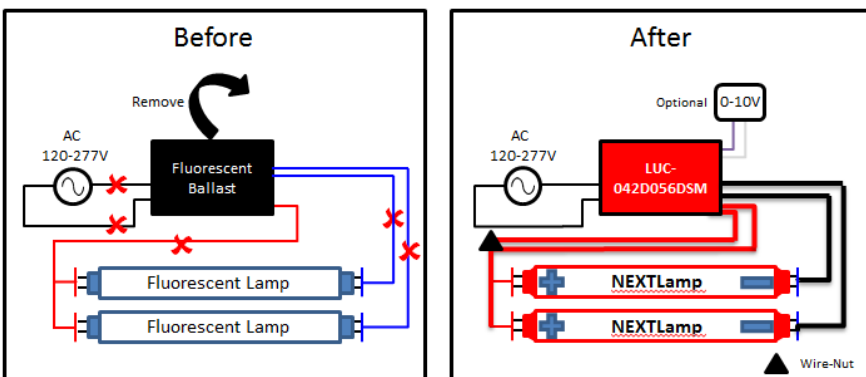 Before
Remove
AC
120-277V
Fluorescent
Ballast
Fluorescent Lamp
Fluorescent Lamp
After
Optional
0-10V
AC
120-277V
LUC-
042D056DSM
NEXTLamp
NEXTLamp
Wire-Nut